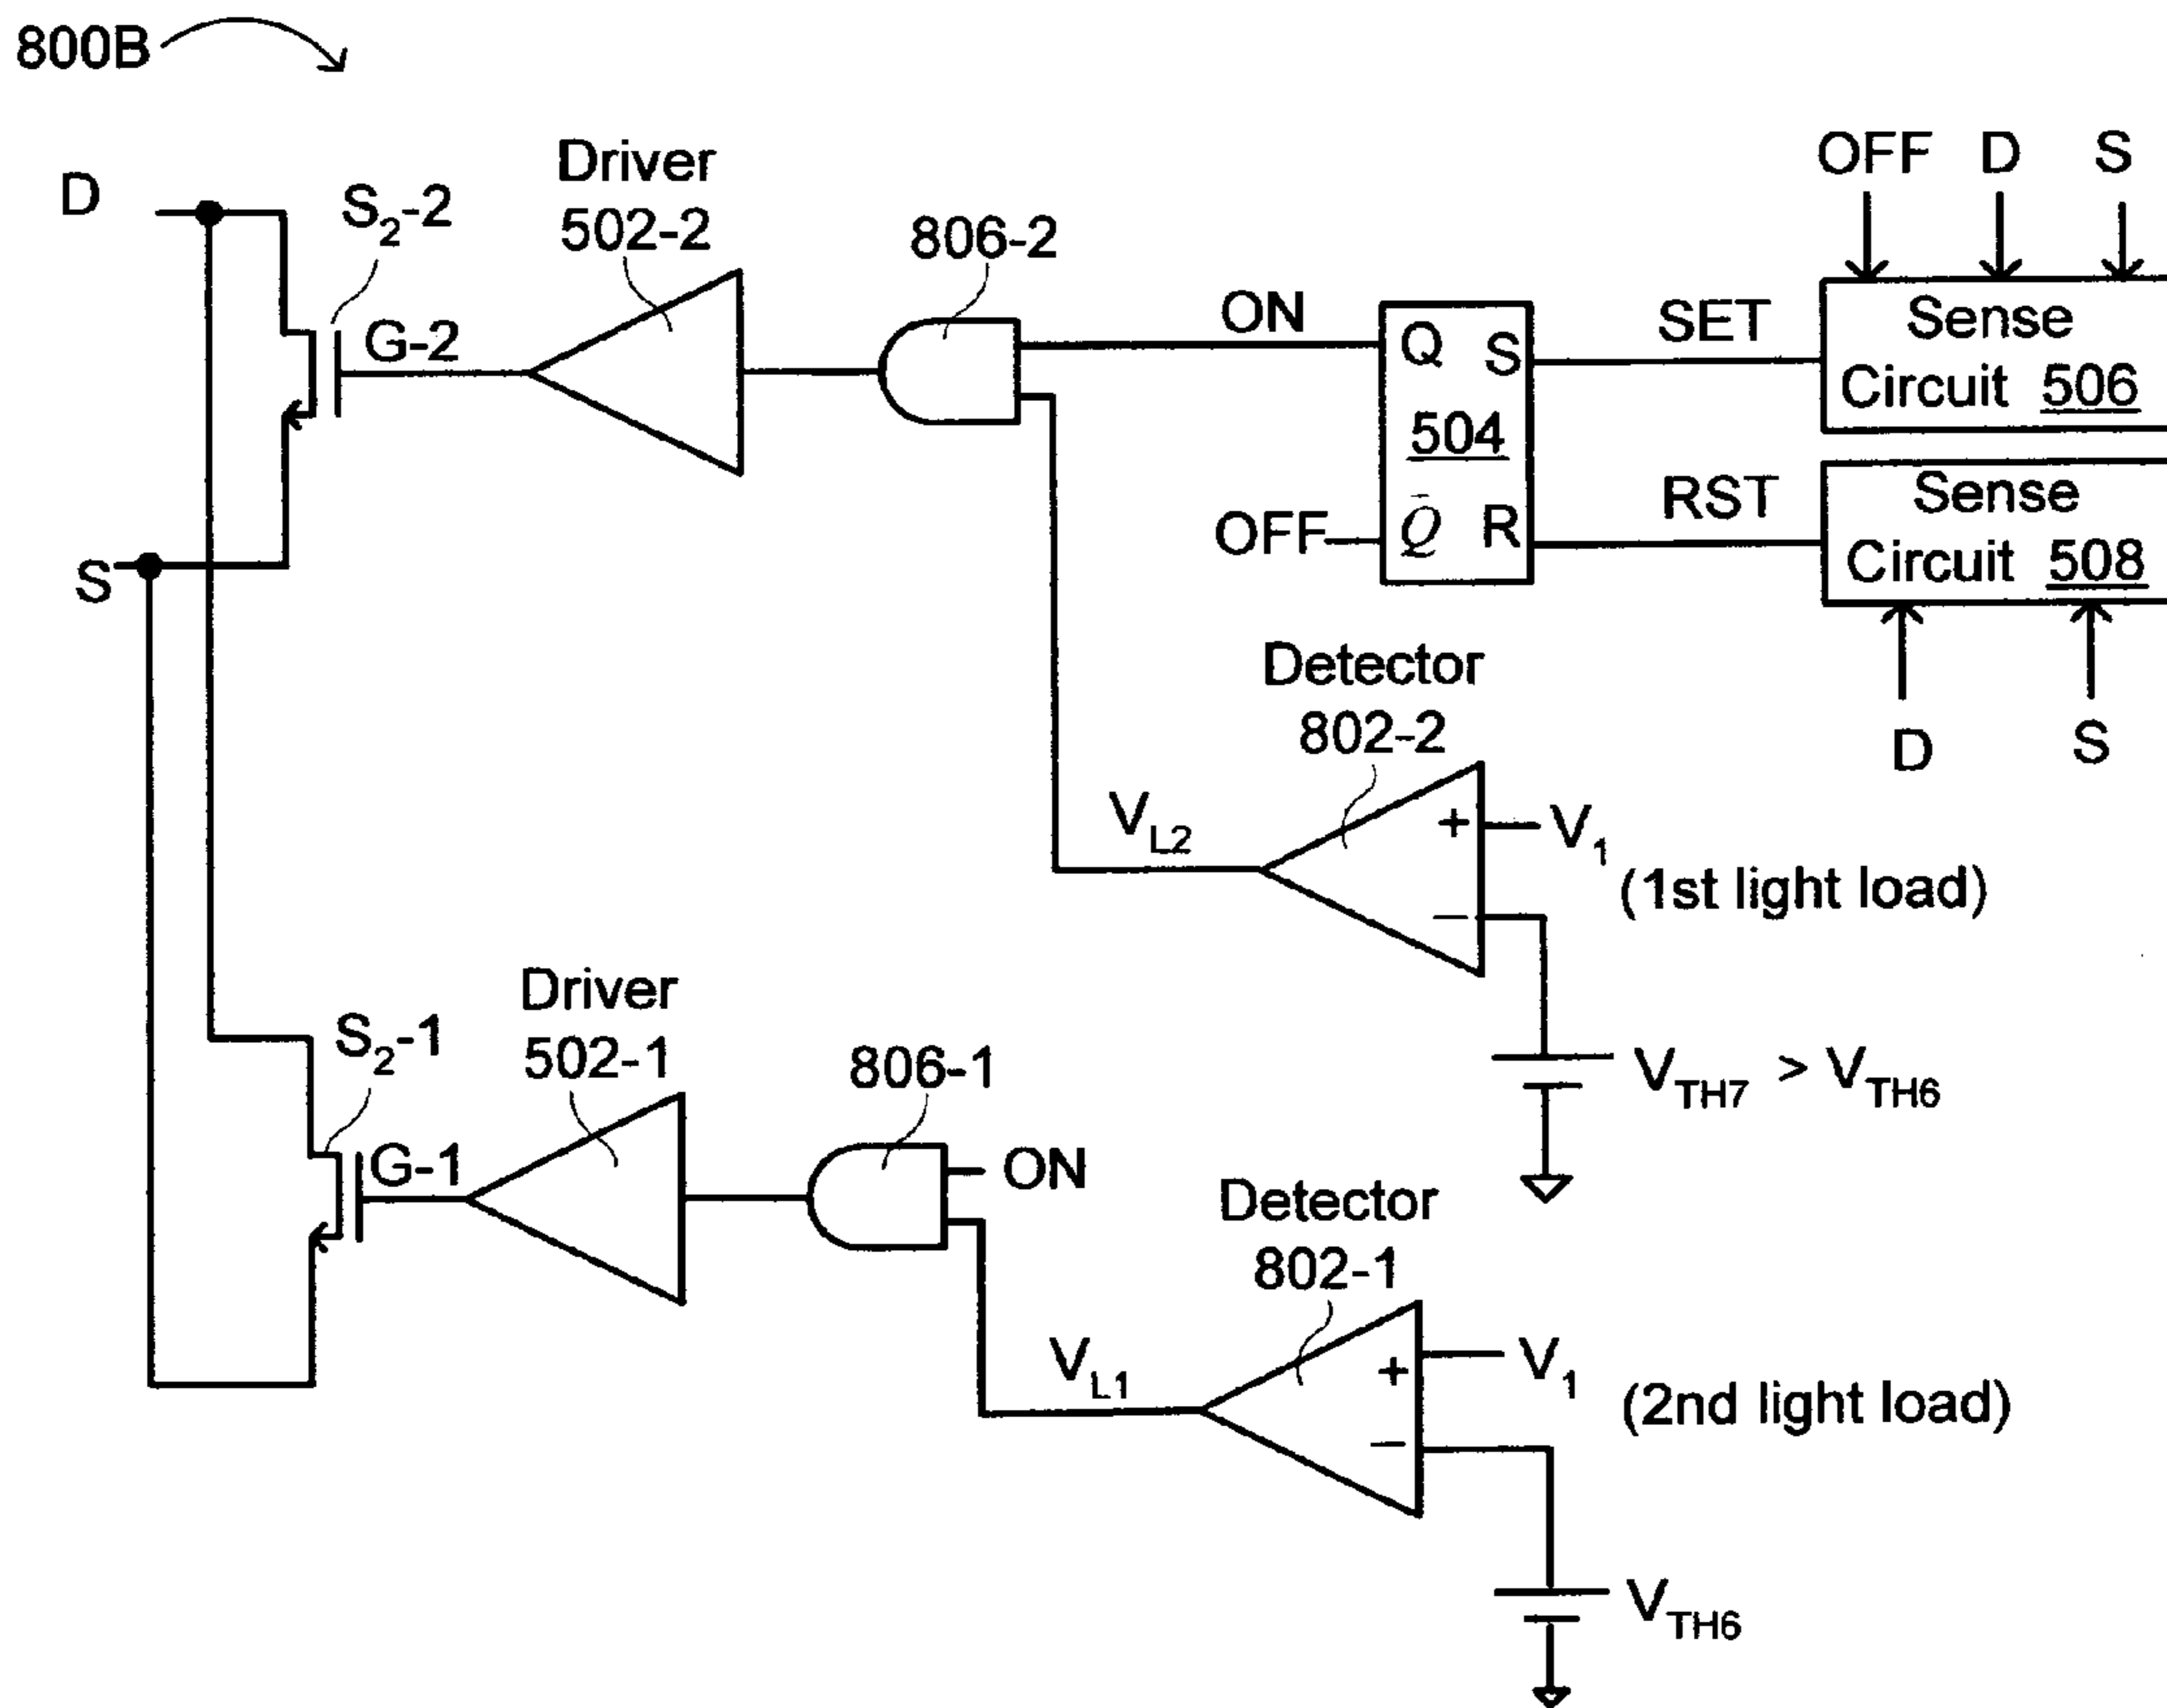 800B
OFF D S
Driver
502-2
D
S2-2
806-2
G-2
ON
Q S
504
Q̄ R
OFF
SET
Sense
Circuit 506
RST
Sense
Circuit 508
D S
S
Detector
802-2
VL2
+ V1
(1st light load)
−
VTH7 > VTH6
Driver
502-1
S2-1
806-1
G-1
ON
Detector
802-1
VL1
+ V1
(2nd light load)
−
VTH6